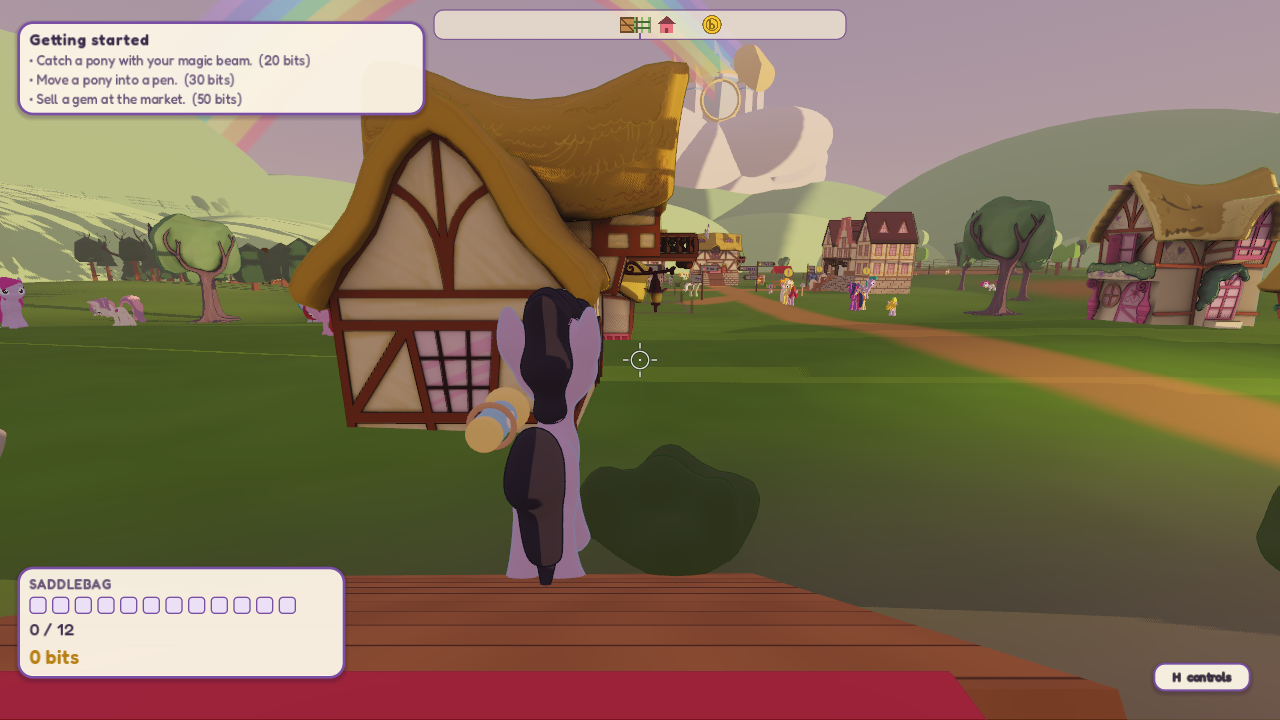 Getting started
• Catch a pony with your magic beam. (20 bits)
• Move a pony into a pen. (30 bits)
• Sell a gem at the market. (50 bits)
SADDLEBAG
0 / 12
0 bits
H controls